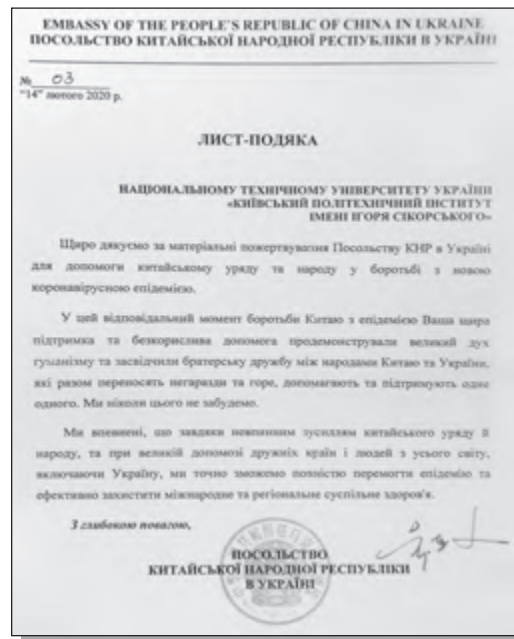 EMBASSY OF THE PEOPLE'S REPUBLIC OF CHINA IN UKRAINE
ПОСОЛЬСТВО КИТАЙСЬКОЇ НАРОДНОЇ РЕСПУБЛІКИ В УКРАЇНІ
№ 03
"14" лютого 2020 р.
ЛИСТ-ПОДЯКА
НАЦІОНАЛЬНОМУ ТЕХНІЧНОМУ УНІВЕРСИТЕТУ УКРАЇНИ
«КИЇВСЬКИЙ ПОЛІТЕХНІЧНИЙ ІНСТИТУТ
ІМЕНІ ІГОРЯ СІКОРСЬКОГО»
Щиро дякуємо за матеріальні пожертвування Посольству КНР в Україні
для допомоги китайському уряду та народу у боротьбі з новою
коронавірусною епідемією.
У цей відповідальний момент боротьби Китаю з епідемією Ваша щира
підтримка та безкорислива допомога продемонстрували великий дух
гуманізму та засвідчили братерську дружбу між народами Китаю та України,
які разом переносять негаразди та горе, допомагають та підтримують одне
одного. Ми ніколи цього не забудемо.
Ми впевнені, що завдяки невпинним зусиллям китайського уряду й
народу, та при великій допомозі дружніх країн і людей з усього світу,
включаючи Україну, ми точно зможемо повністю перемогти епідемію та
ефективно захистити міжнародне та регіональне суспільне здоров'я.
З глибокою повагою,
ПОСОЛЬСТВО
КИТАЙСЬКОЇ НАРОДНОЇ РЕСПУБЛІКИ
В УКРАЇНІ